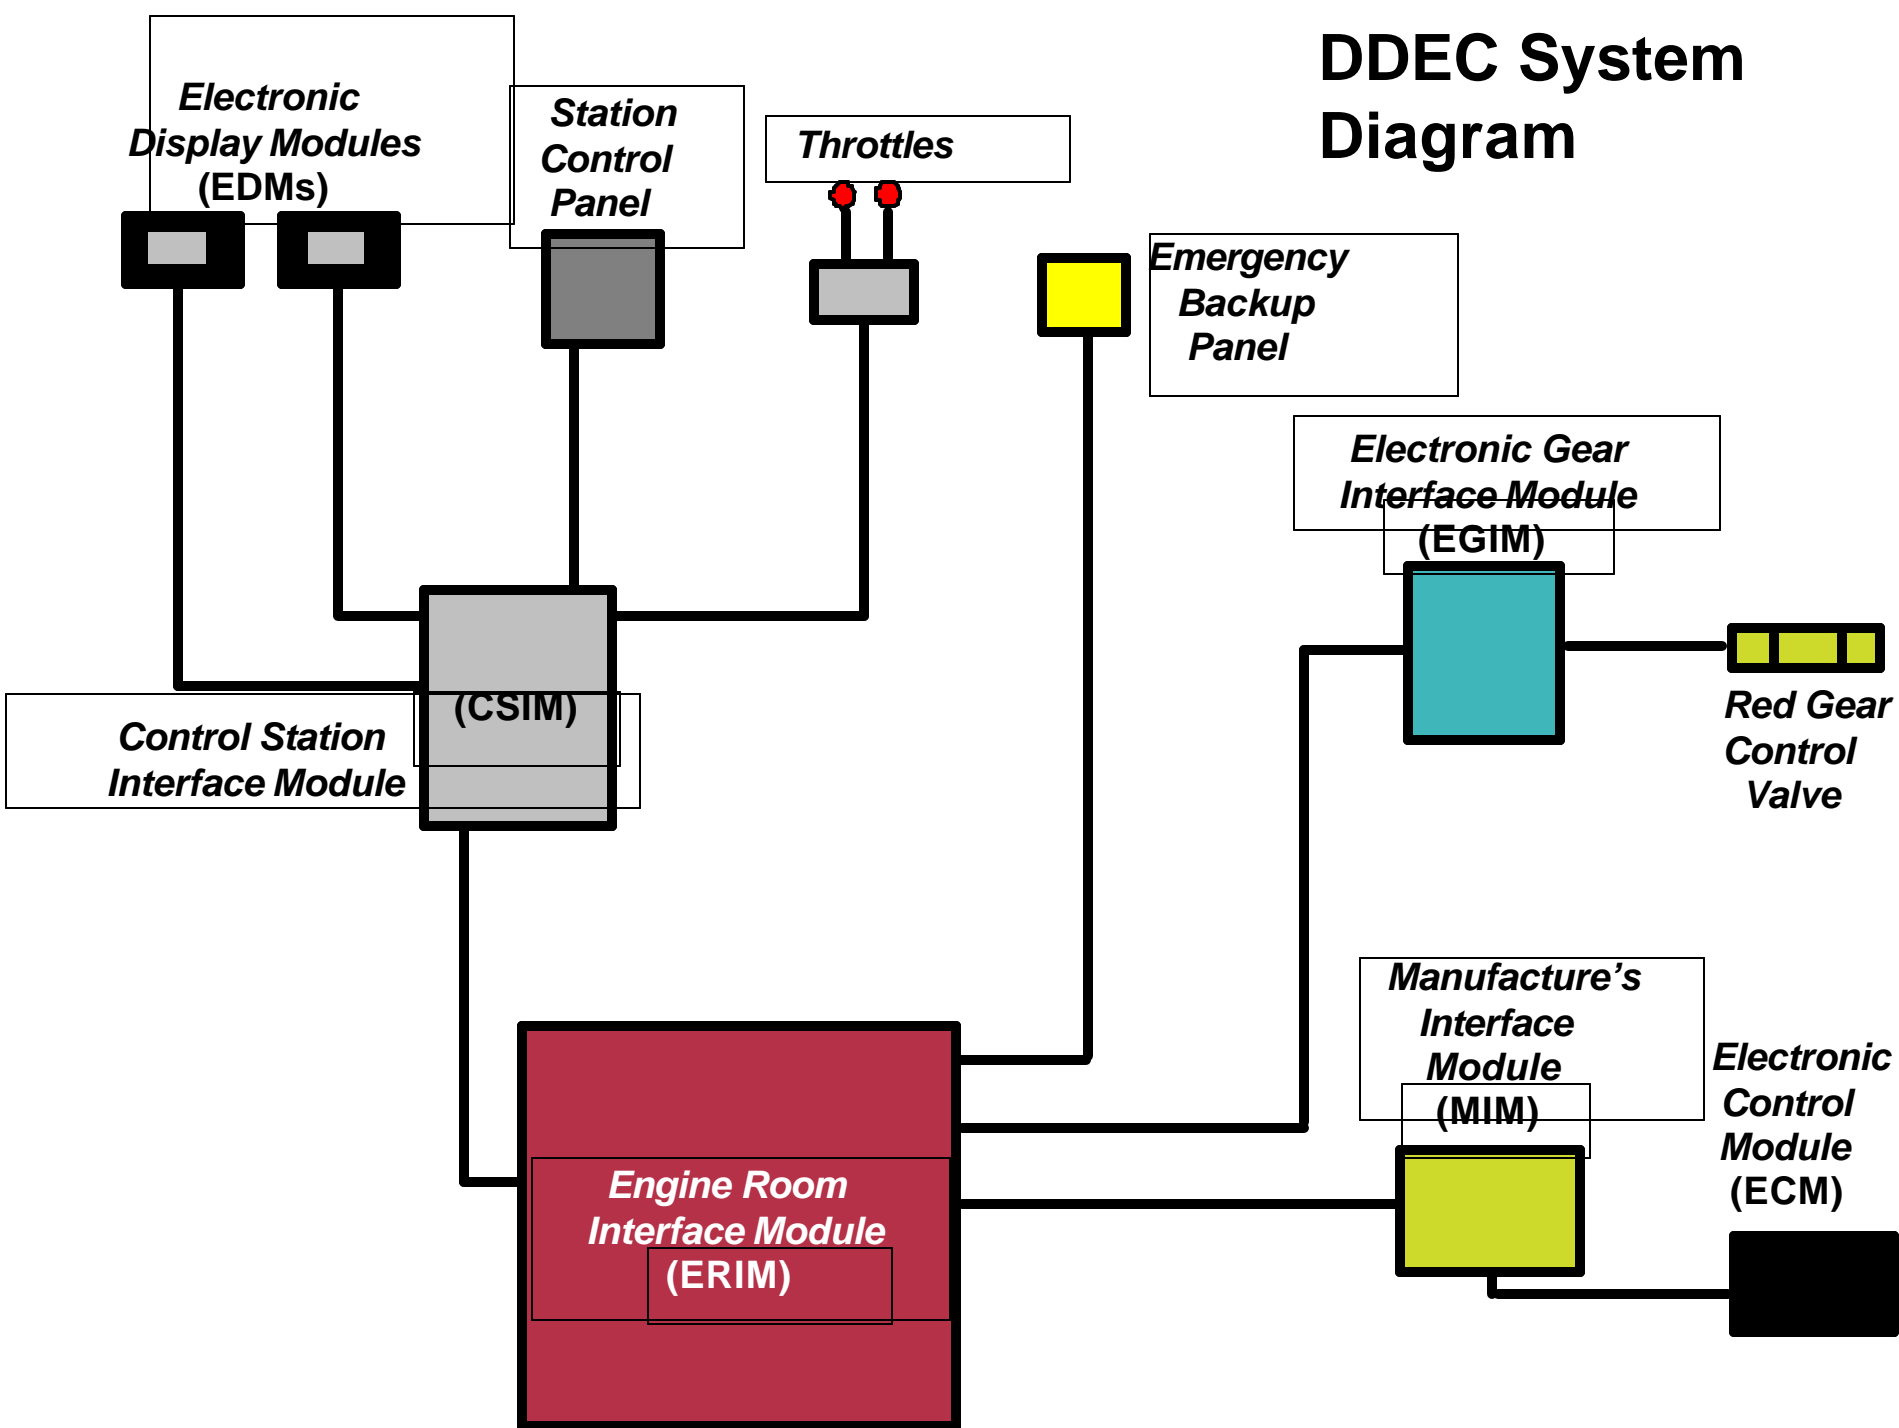 DDEC System
Diagram
Electronic
Display Modules
(EDMs)
Station
Control
Panel
Throttles
Emergency
Backup
Panel
Electronic Gear
Interface Module
(EGIM)
Red Gear
Control
Valve
(CSIM)
Control Station
Interface Module
Manufacture’s
Interface
Module
(MIM)
Electronic
Control
Module
(ECM)
Engine Room
Interface Module
(ERIM)